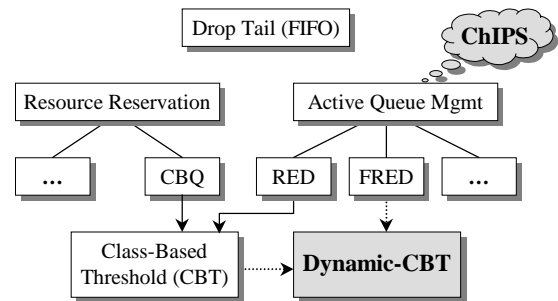 Drop Tail (FIFO)
ChIPS
Resource Reservation
Active Queue Mgmt
...
CBQ
RED
FRED
...
Class-Based
Threshold (CBT)
Dynamic-CBT